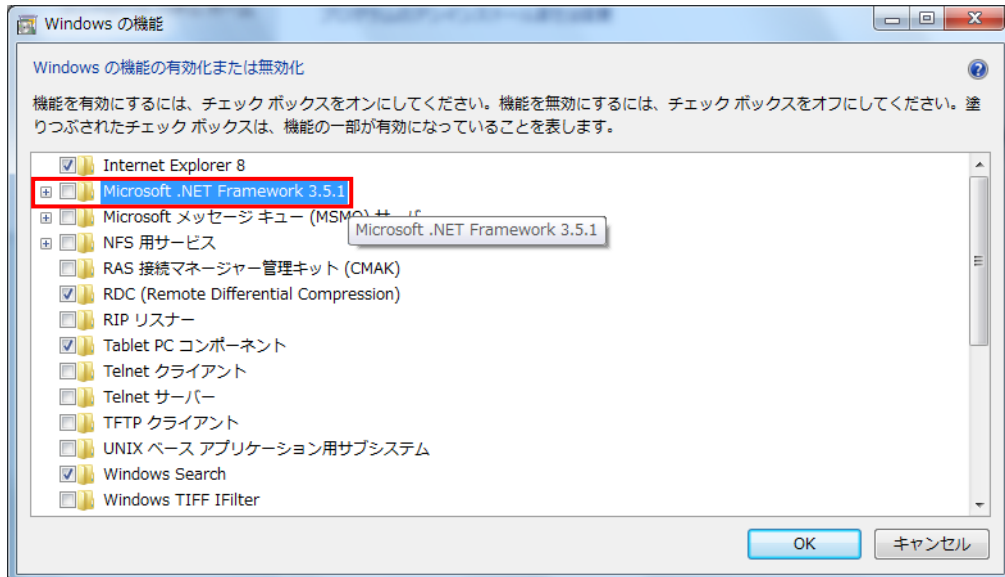 Windows の機能
Windows の機能の有効化または無効化
機能を有効にするには、チェック ボックスをオンにしてください。機能を無効にするには、チェック ボックスをオフにしてください。塗
りつぶされたチェック ボックスは、機能の一部が有効になっていることを表します。
Internet Explorer 8
Microsoft .NET Framework 3.5.1
Microsoft メッセージ キュー (MSMQ) サーバー
Microsoft .NET Framework 3.5.1
NFS 用サービス
RAS 接続マネージャー管理キット (CMAK)
RDC (Remote Differential Compression)
RIP リスナー
Tablet PC コンポーネント
Telnet クライアント
Telnet サーバー
TFTP クライアント
UNIX ベース アプリケーション用サブシステム
Windows Search
Windows TIFF IFilter
OK
キャンセル